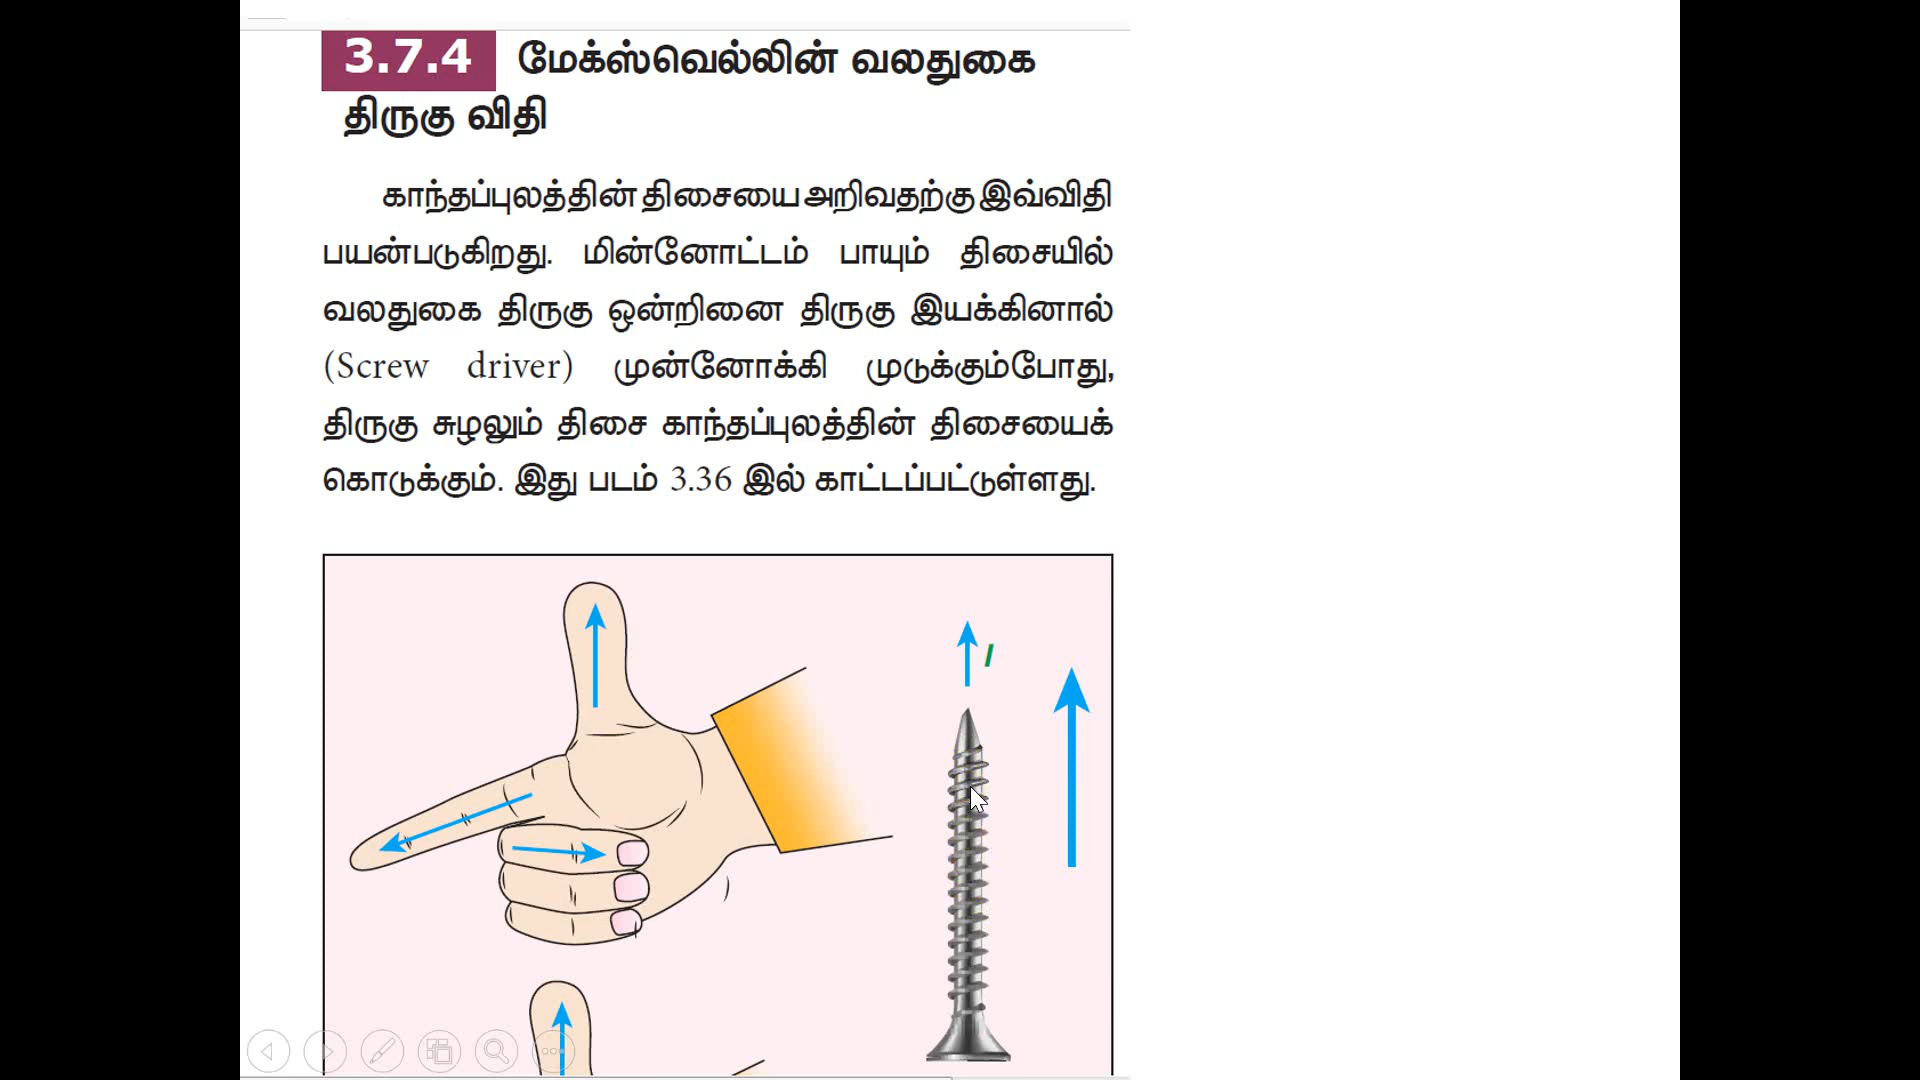 3.7.4 மேக்ஸ்வெல்லின் வலதுகை
திருகு விதி
காந்தப்புலத்தின் திசையை அறிவதற்கு இவ்விதி
பயன்படுகிறது. மின்னோட்டம் பாயும் திசையில்
வலதுகை திருகு ஒன்றினை திருகு இயக்கினால்
(Screw driver) முன்னோக்கி முடுக்கும்போது,
திருகு சுழலும் திசை காந்தப்புலத்தின் திசையைக்
கொடுக்கும். இது படம் 3.36 இல் காட்டப்பட்டுள்ளது.
I